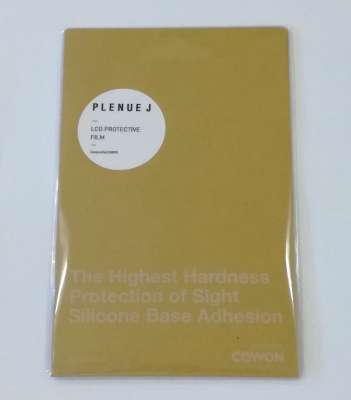 PLENUE J
LCD PROTECTIVE
FILM
The Highest Hardness
Protection of Sight
Silicone Base Adhesion
COWON